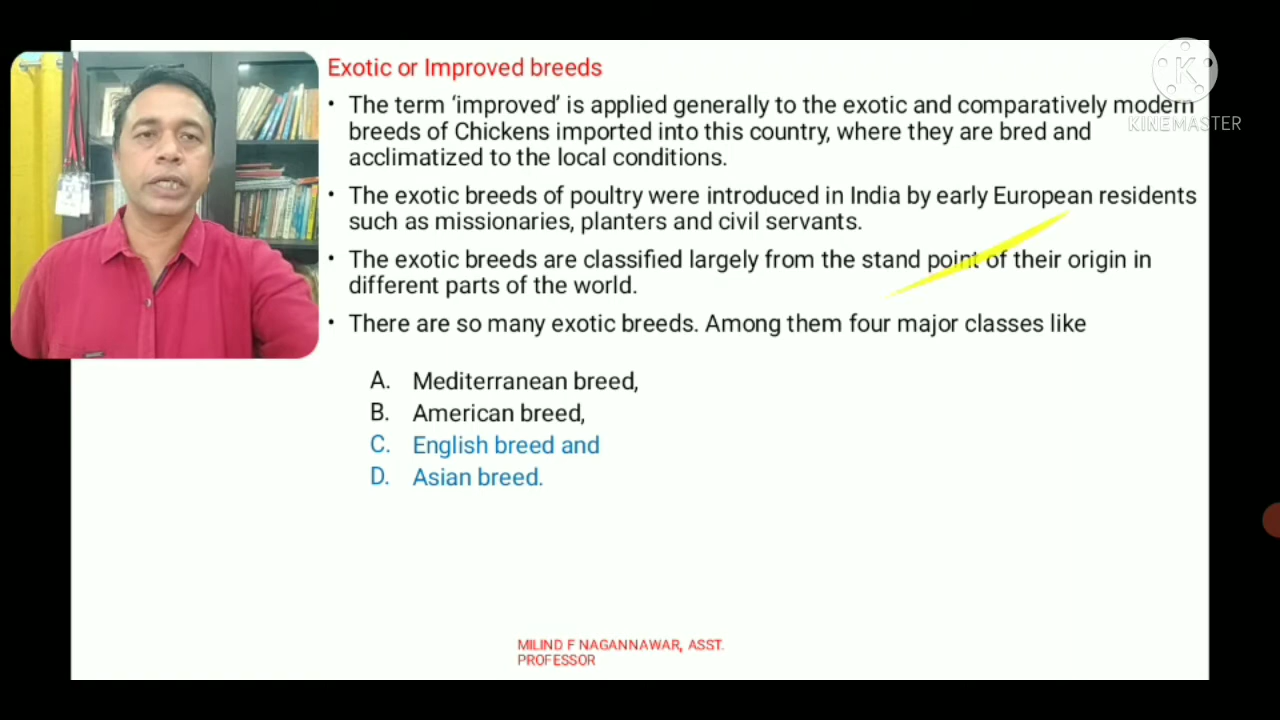 Exotic or Improved breeds
• The term ‘improved’ is applied generally to the exotic and comparatively modern
breeds of Chickens imported into this country, where they are bred and
acclimatized to the local conditions.
• The exotic breeds of poultry were introduced in India by early European residents
such as missionaries, planters and civil servants.
• The exotic breeds are classified largely from the stand point of their origin in
different parts of the world.
• There are so many exotic breeds. Among them four major classes like
A. Mediterranean breed,
B. American breed,
C. English breed and
D. Asian breed.
MILIND F NAGANNAWAR, ASST.
PROFESSOR
K
KINEMASTER